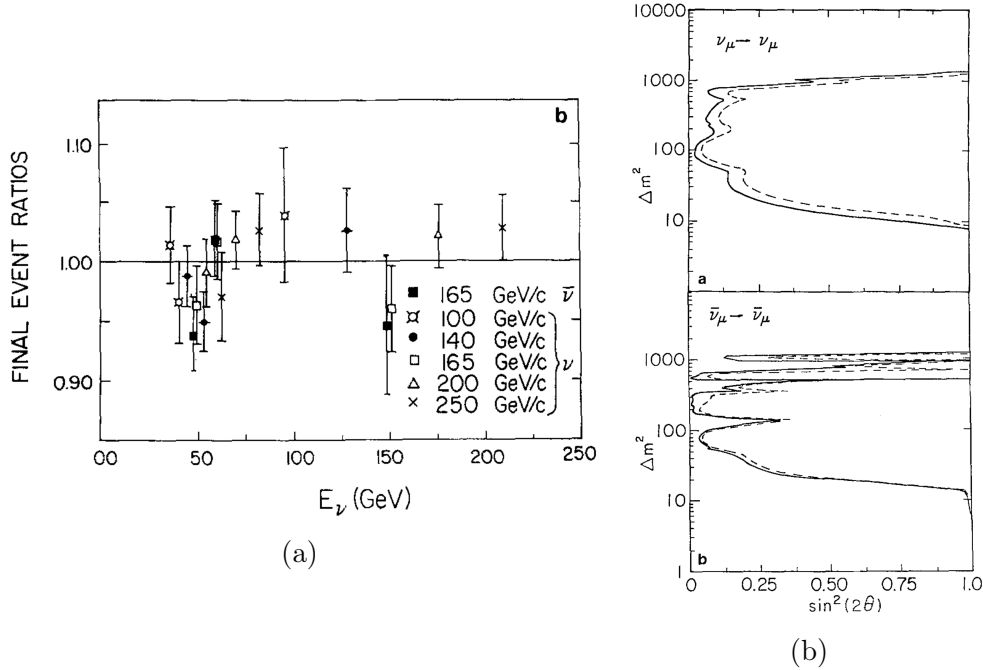 b
FINAL EVENT RATIOS
1.10
1.00
0.90
■ 165 GeV/c ν̄
¤ 100 GeV/c
● 140 GeV/c
□ 165 GeV/c
△ 200 GeV/c
× 250 GeV/c
} ν
00 50 100 150 200 250
E_ν (GeV)
(a)
ν_μ → ν_μ
10000
1000
100
10
Δm²
a
ν̄_μ → ν̄_μ
1000
100
10
1
Δm²
b
0 0.25 0.50 0.75 1.0
sin²(2θ)
(b)